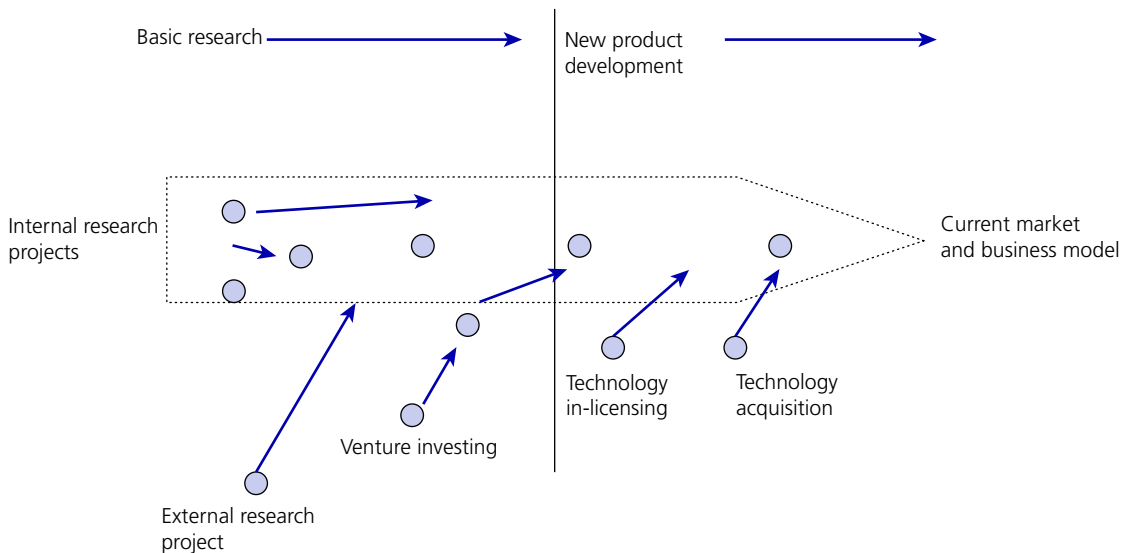 Basic research
New product
development
Internal research
projects
Current market
and business model
Technology
in-licensing
Technology
acquisition
Venture investing
External research
project